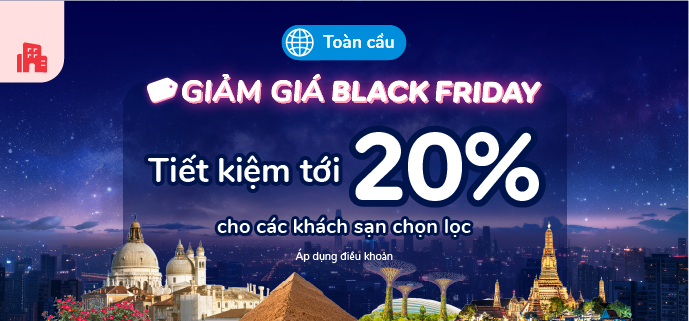 Toàn cầu
GIẢM GIÁ BLACK FRIDAY
Tiết kiệm tới 20%
cho các khách sạn chọn lọc
Áp dụng điều khoản